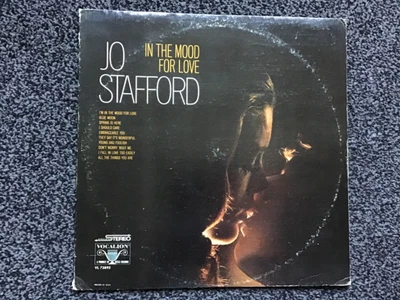 JO
STAFFORD
IN THE MOOD
FOR LOVE
I'M IN THE MOOD FOR LOVE
BLUE MOON
SPRING IS HERE
I SHOULD CARE
EMBRACEABLE YOU
THEY SAY IT'S WONDERFUL
YOUNG AND FOOLISH
DON'T WORRY 'BOUT ME
I FALL IN LOVE TOO EASILY
ALL THE THINGS YOU ARE
STEREO
VOCALION
VL 73892